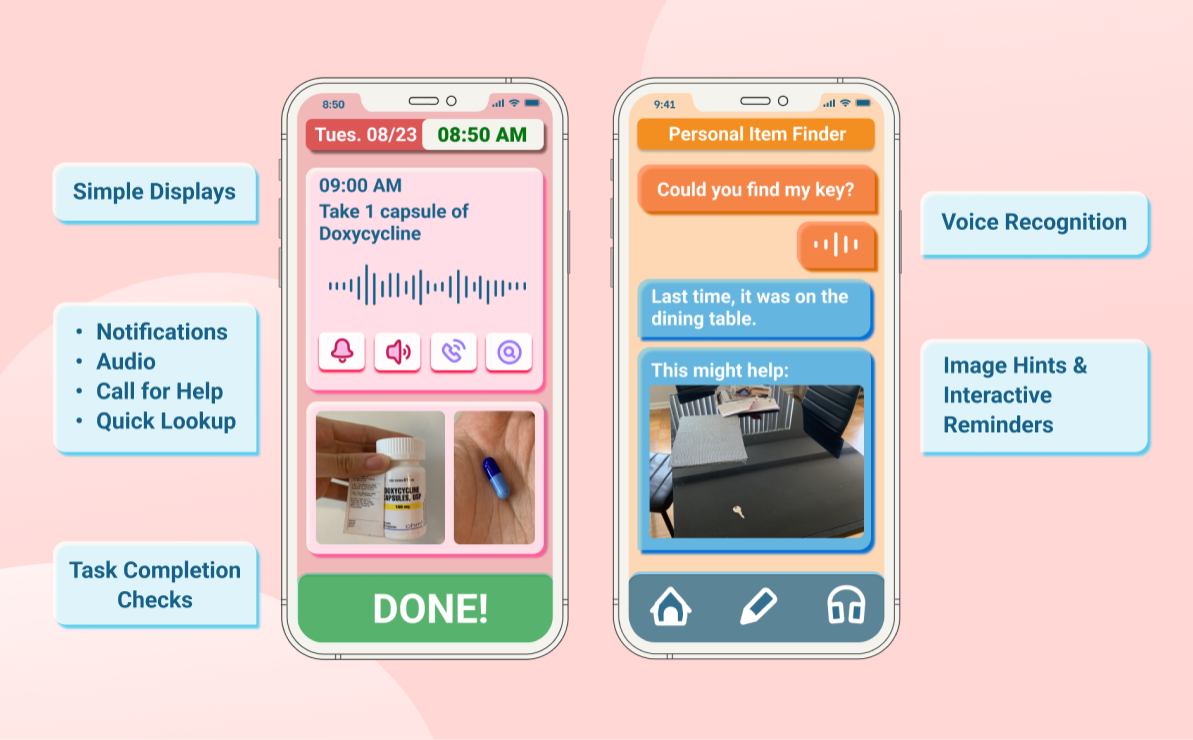 Simple Displays
• Notifications
• Audio
• Call for Help
• Quick Lookup
Task Completion
Checks
8:50
Tues. 08/23
08:50 AM
09:00 AM
Take 1 capsule of
Doxycycline
DOXYCYCLINE
CAPSULES, USP
100 mg
DONE!
9:41
Personal Item Finder
Could you find my key?
Last time, it was on the
dining table.
This might help:
Voice Recognition
Image Hints &
Interactive
Reminders